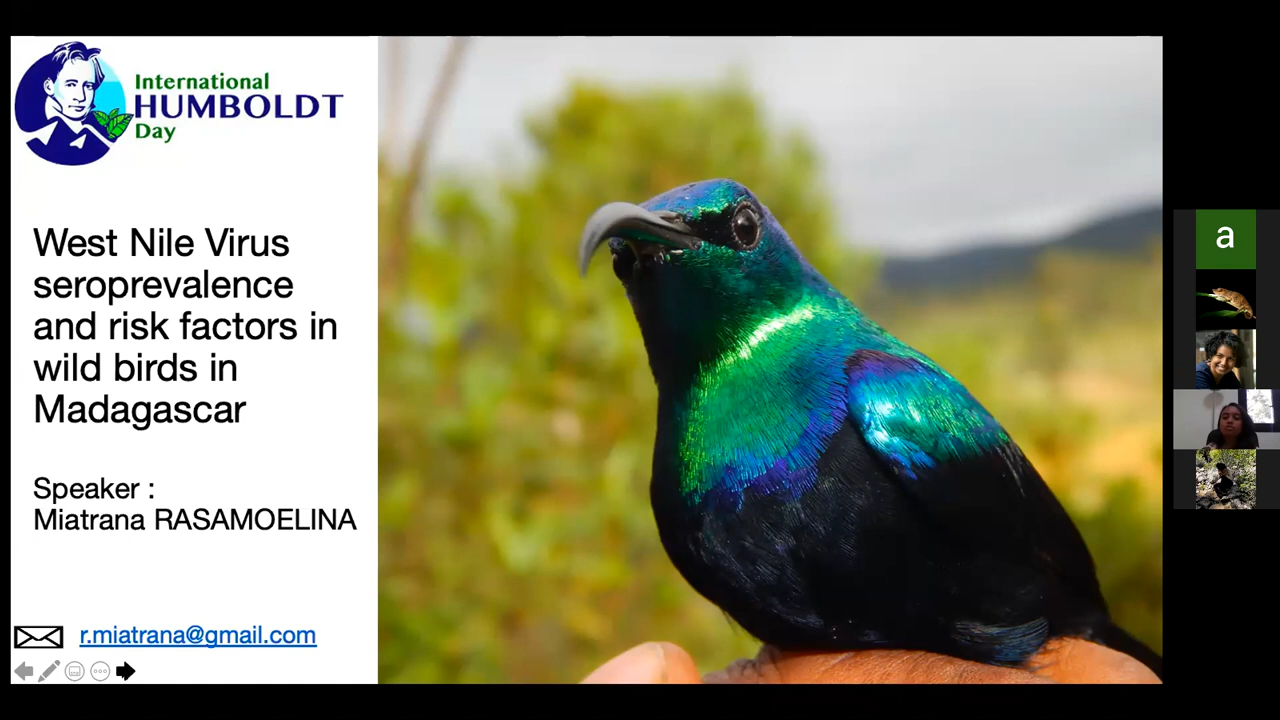 International
HUMBOLDT
Day
West Nile Virus
seroprevalence
and risk factors in
wild birds in
Madagascar
Speaker :
Miatrana RASAMOELINA
r.miatrana@gmail.com
a